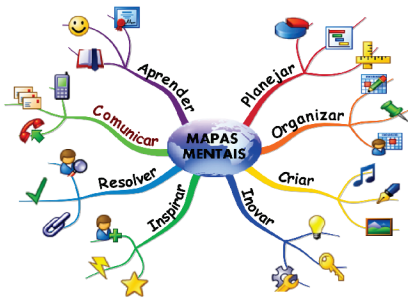 Aprender
Planejar
Comunicar
Organizar
MAPAS
MENTAIS
Resolver
Criar
Inspirar
Inovar